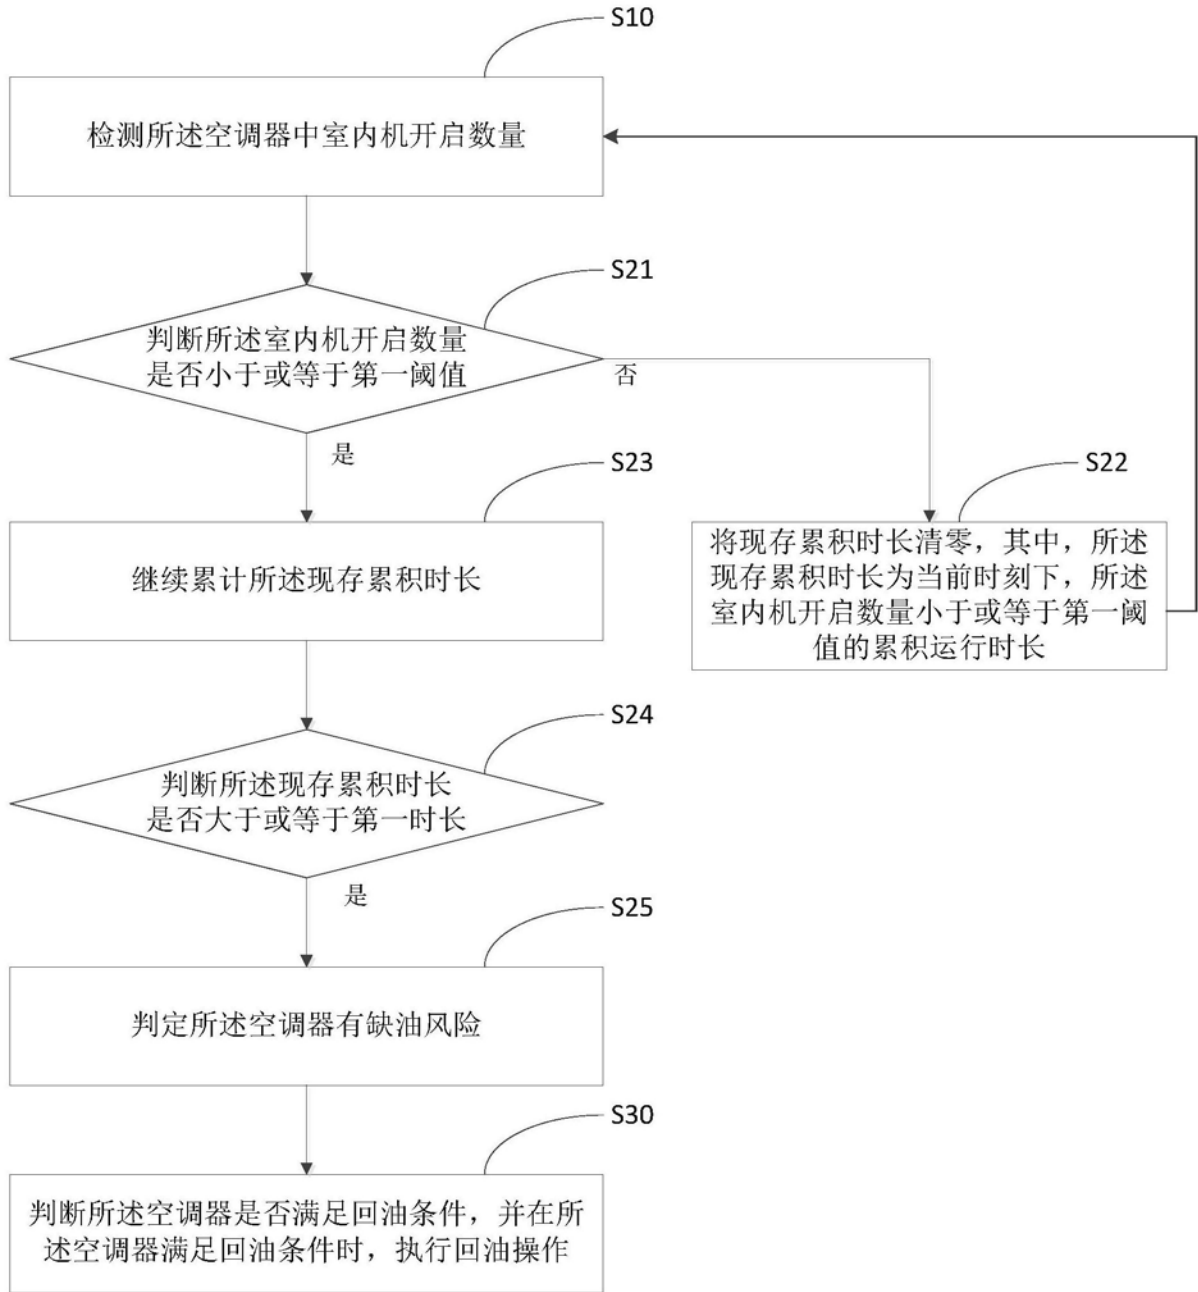 S10
检测所述空调器中室内机开启数量
S21
判断所述室内机开启数量
是否小于或等于第一阈值
否
是
S23
S22
继续累计所述现存累积时长
将现存累积时长清零，其中，所述
现存累积时长为当前时刻下，所述
室内机开启数量小于或等于第一阈
值的累积运行时长
S24
判断所述现存累积时长
是否大于或等于第一时长
是
S25
判定所述空调器有缺油风险
S30
判断所述空调器是否满足回油条件，并在所
述空调器满足回油条件时，执行回油操作